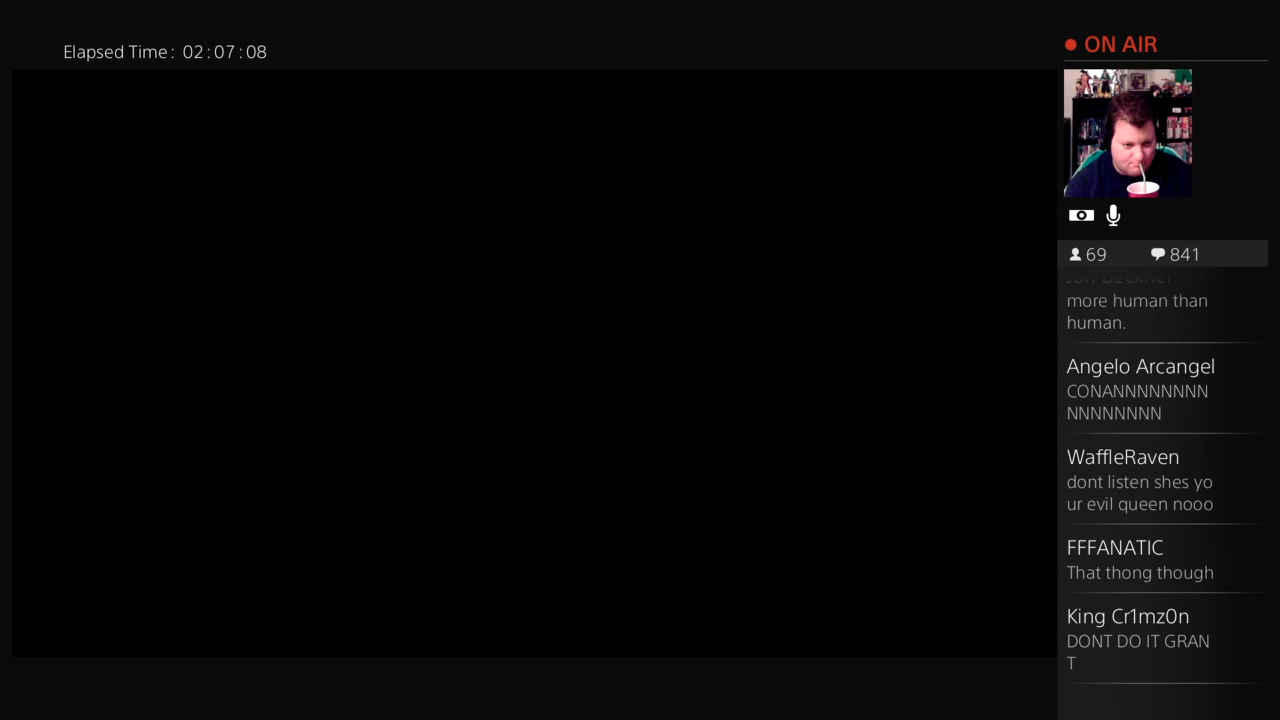 Elapsed Time: 02:07:08
ON AIR
69 841
more human than
human.
Angelo Arcangel
CONANNNNNNNN
NNNNNNNN
WaffleRaven
dont listen shes yo
ur evil queen nooo
FFFANATIC
That thong though
King Cr1mz0n
DONT DO IT GRAN
T